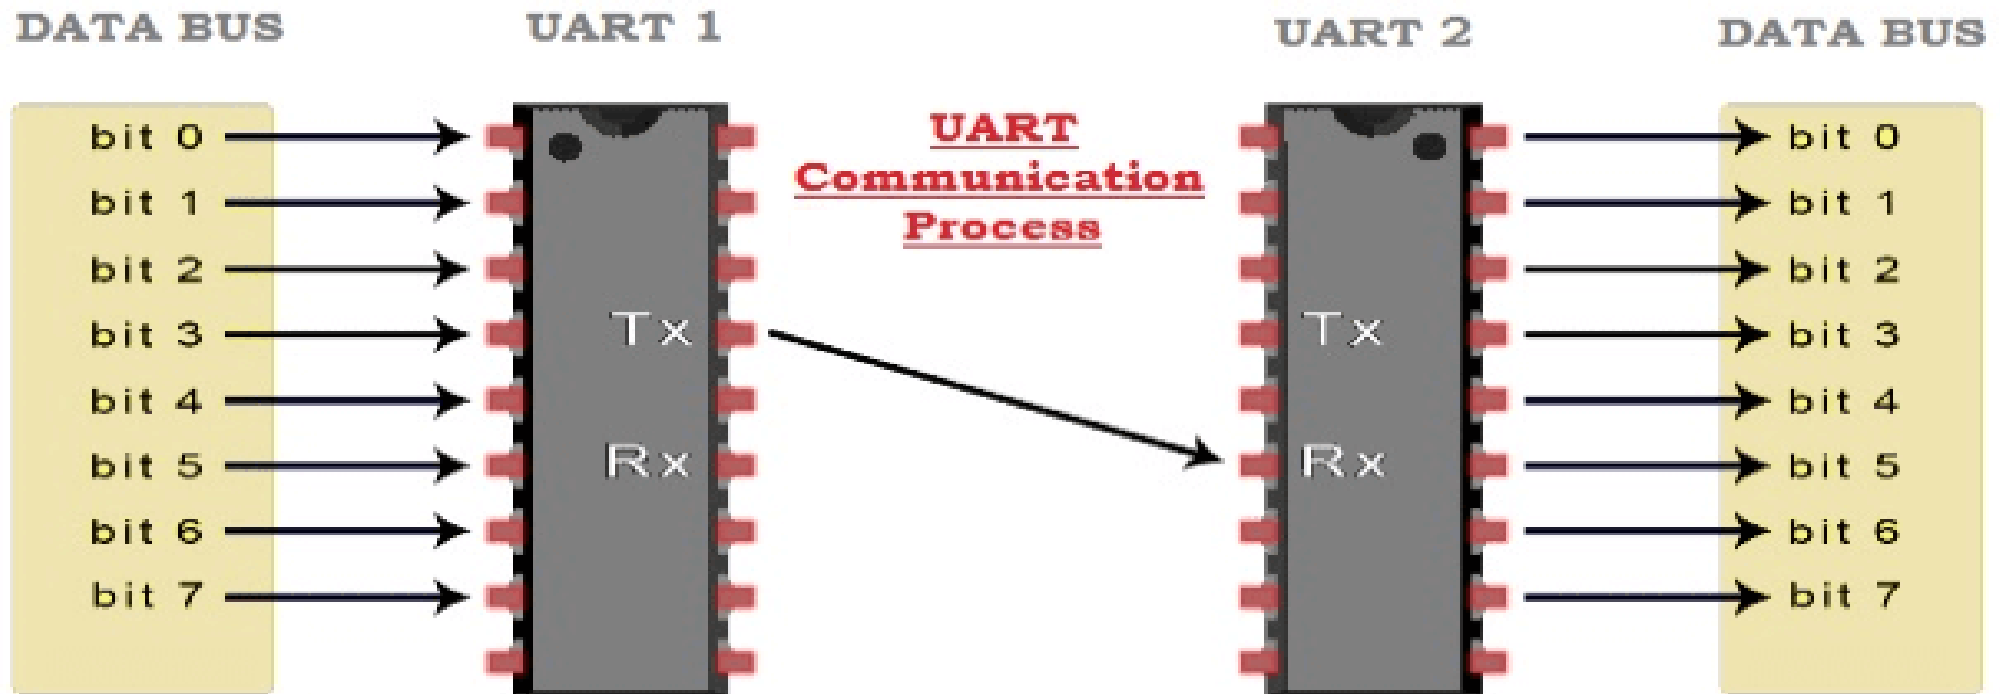 DATA BUS
UART 1
UART 2
DATA BUS
UART
Communication
Process
bit 0
bit 1
bit 2
bit 3
bit 4
bit 5
bit 6
bit 7
Tx
Rx
Tx
Rx
bit 0
bit 1
bit 2
bit 3
bit 4
bit 5
bit 6
bit 7